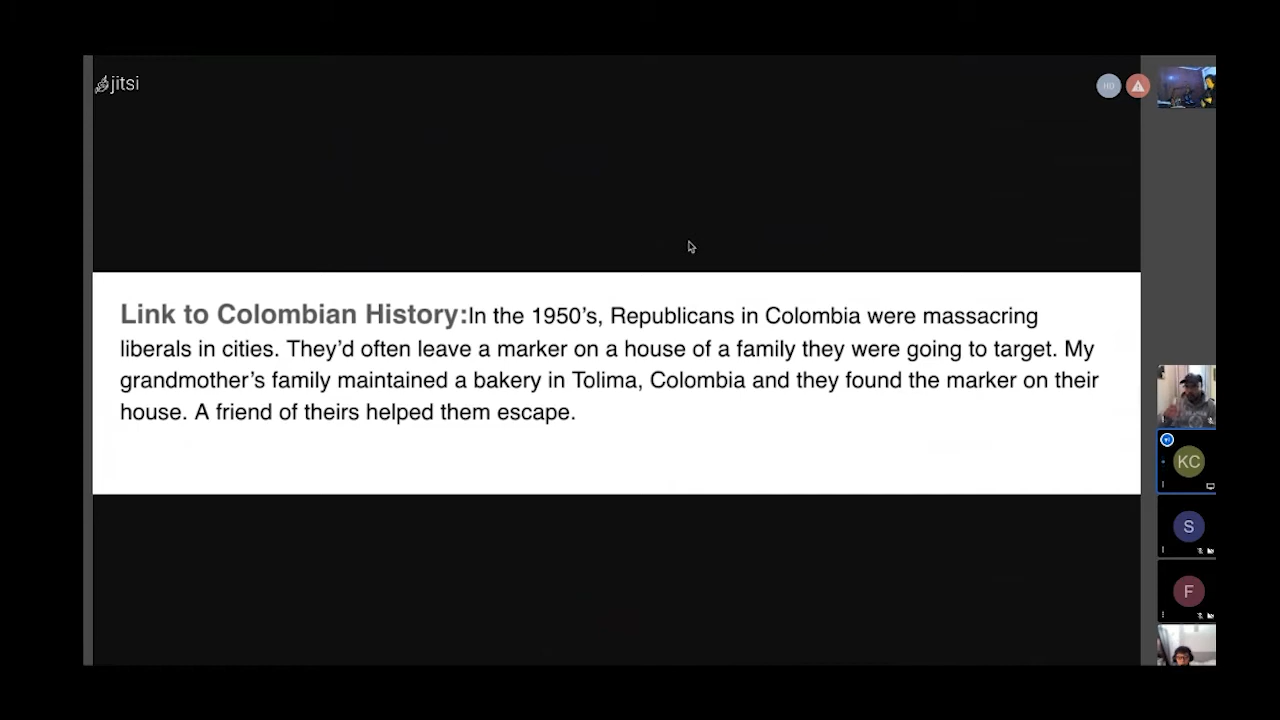 jitsi
HO
Link to Colombian History:In the 1950’s, Republicans in Colombia were massacring
liberals in cities. They’d often leave a marker on a house of a family they were going to target. My
grandmother’s family maintained a bakery in Tolima, Colombia and they found the marker on their
house. A friend of theirs helped them escape.
KC
S
F